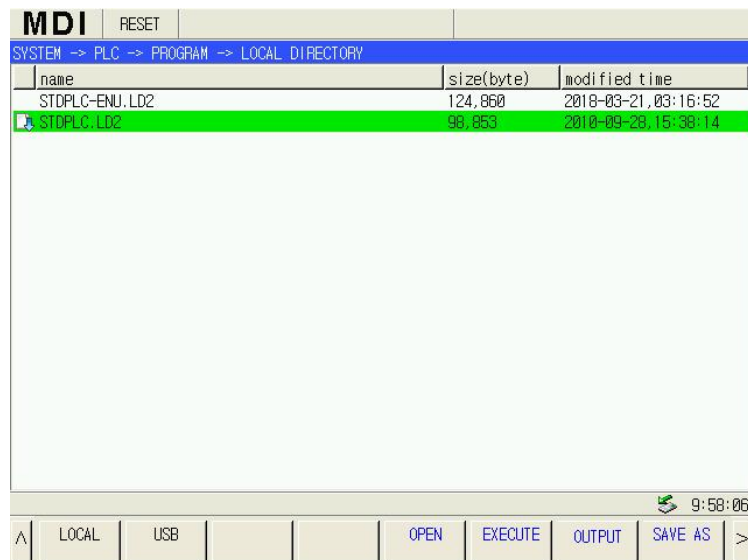 MDI RESET
SYSTEM -> PLC -> PROGRAM -> LOCAL DIRECTORY
name size(byte) modified time
STDPLC-ENU.LD2 124,860 2018-03-21,03:16:52
STDPLC.LD2 98,853 2010-09-28,15:38:14
9:58:06
^ LOCAL USB OPEN EXECUTE OUTPUT SAVE AS >